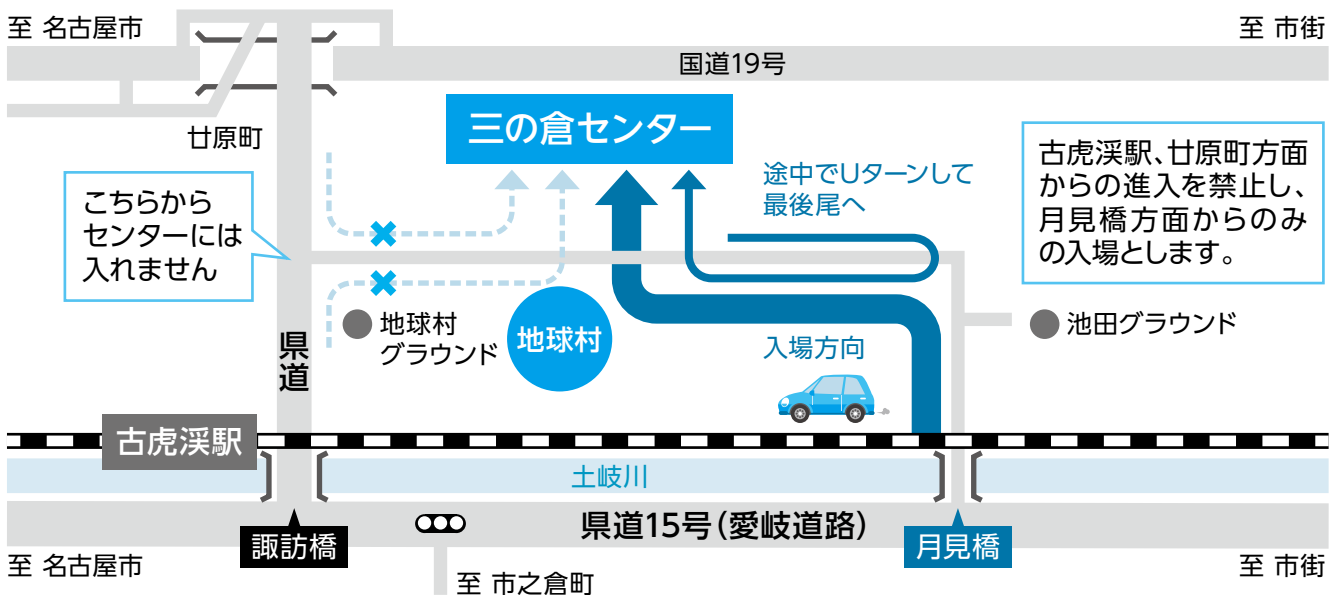 至 名古屋市
至 市街
国道19号
三の倉センター
廿原町
こちらから
センターには
入れません
途中でUターンして
最後尾へ
古虎渓駅、廿原町方面
からの進入を禁止し、
月見橋方面からのみ
の入場とします。
地球村
グラウンド
地球村
池田グラウンド
県道
入場方向
古虎渓駅
土岐川
県道15号(愛岐道路)
諏訪橋
月見橋
至 名古屋市
至 市之倉町
至 市街